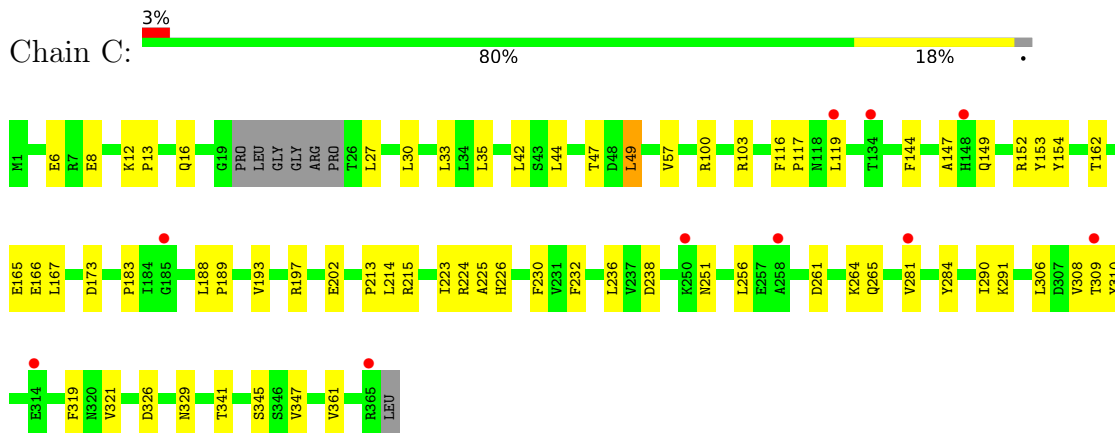 3%
Chain C:
80% 18% •
M1 E6 R7 E8 K12 P13 Q16 G19 PRO LEU GLY GLY ARG PRO T26 L27 L30 L33 L34 L35 L42 S43 L44 T47 D48 L49 V57 R100 R103 F116 P117 N118 L119 T134 F144 A147 H148 Q149 R152 Y153 Y154 T162
E165 E166 L167 D173 P183 I184 G185 L188 P189 V193 R197 E202 P213 L214 R215 I223 R224 A225 H226 F230 V231 F232 L236 V237 D238 K250 N251 L256 E257 A258 D261 K264 Q265 V281 Y284 I290 K291 L306 D307 V308 T309
E314 F319 N320 V321 D326 N329 T341 S345 S346 V347 V361 R365 LEU